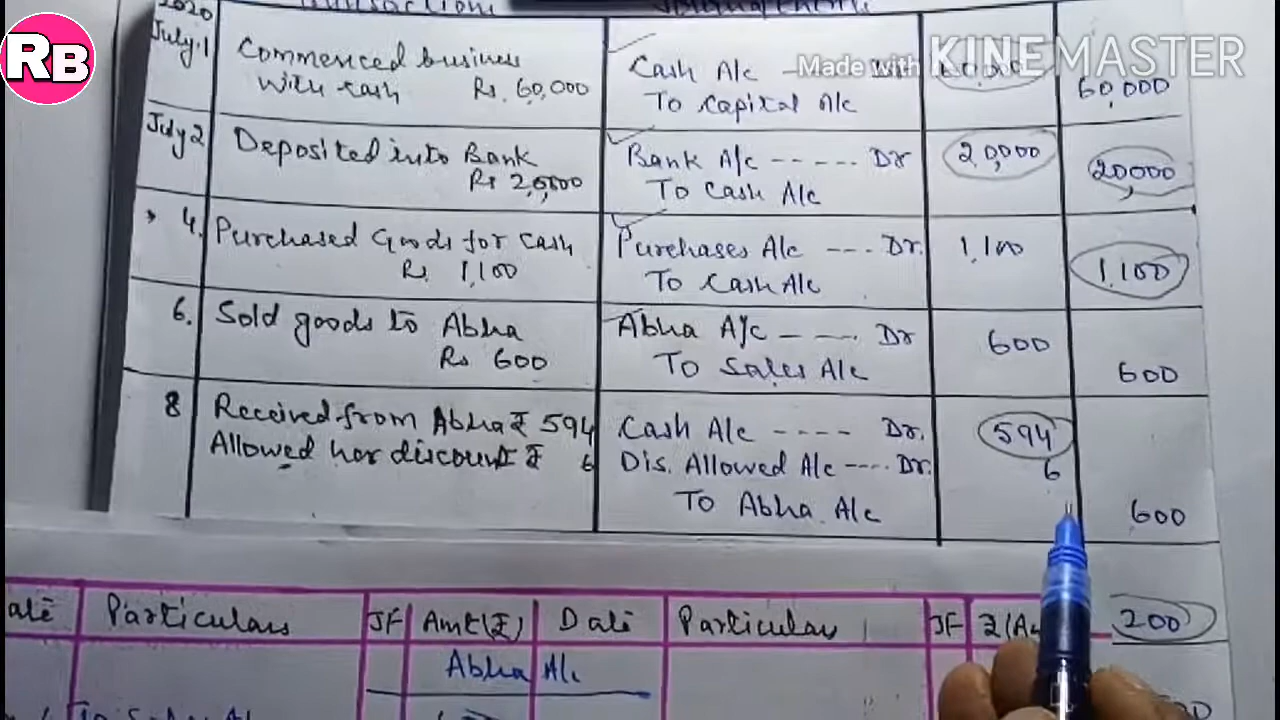 2020
RB
July.1
Commenced business
with cash Rs. 60,000
Cash A/c
To Capital A/c
60,000
Made with KINEMASTER
July 2
Deposited into Bank
Rs 20,000
Bank A/c ----- Dr
To Cash A/c
20,000
20,000
4.
Purchased Goods for Cash
Rs 1,100
Purchases A/c --- Dr.
To Cash A/c
1,100
1,100
6.
Sold goods to Abha
Rs 600
Abha A/c ---- Dr
To Sales A/c
600
600
8
Received from Abha ₹ 594
Allowed her discount ₹ 6
Cash A/c ---- Dr.
Dis. Allowed A/c ---- Dr.
To Abha A/c
594
6
600
Particulars JF Amt(₹) Date Particular JF
200
Abha A/c